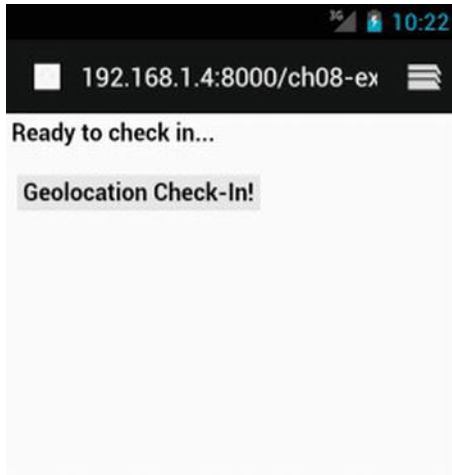 3G 10:22
192.168.1.4:8000/ch08-ex
Ready to check in...
Geolocation Check-In!